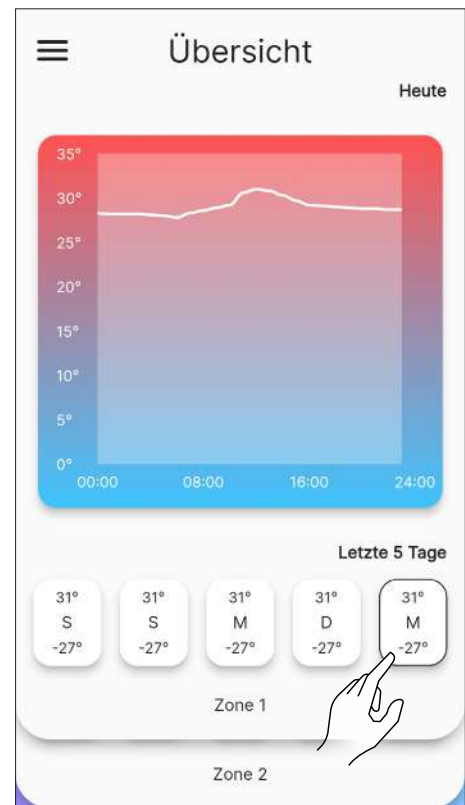 Übersicht
Heute
35°
30°
25°
20°
15°
10°
5°
0°
00:00 08:00 16:00 24:00
Letzte 5 Tage
31° 31° 31° 31° 31°
S S M D M
-27° -27° -27° -27° -27°
Zone 1
Zone 2